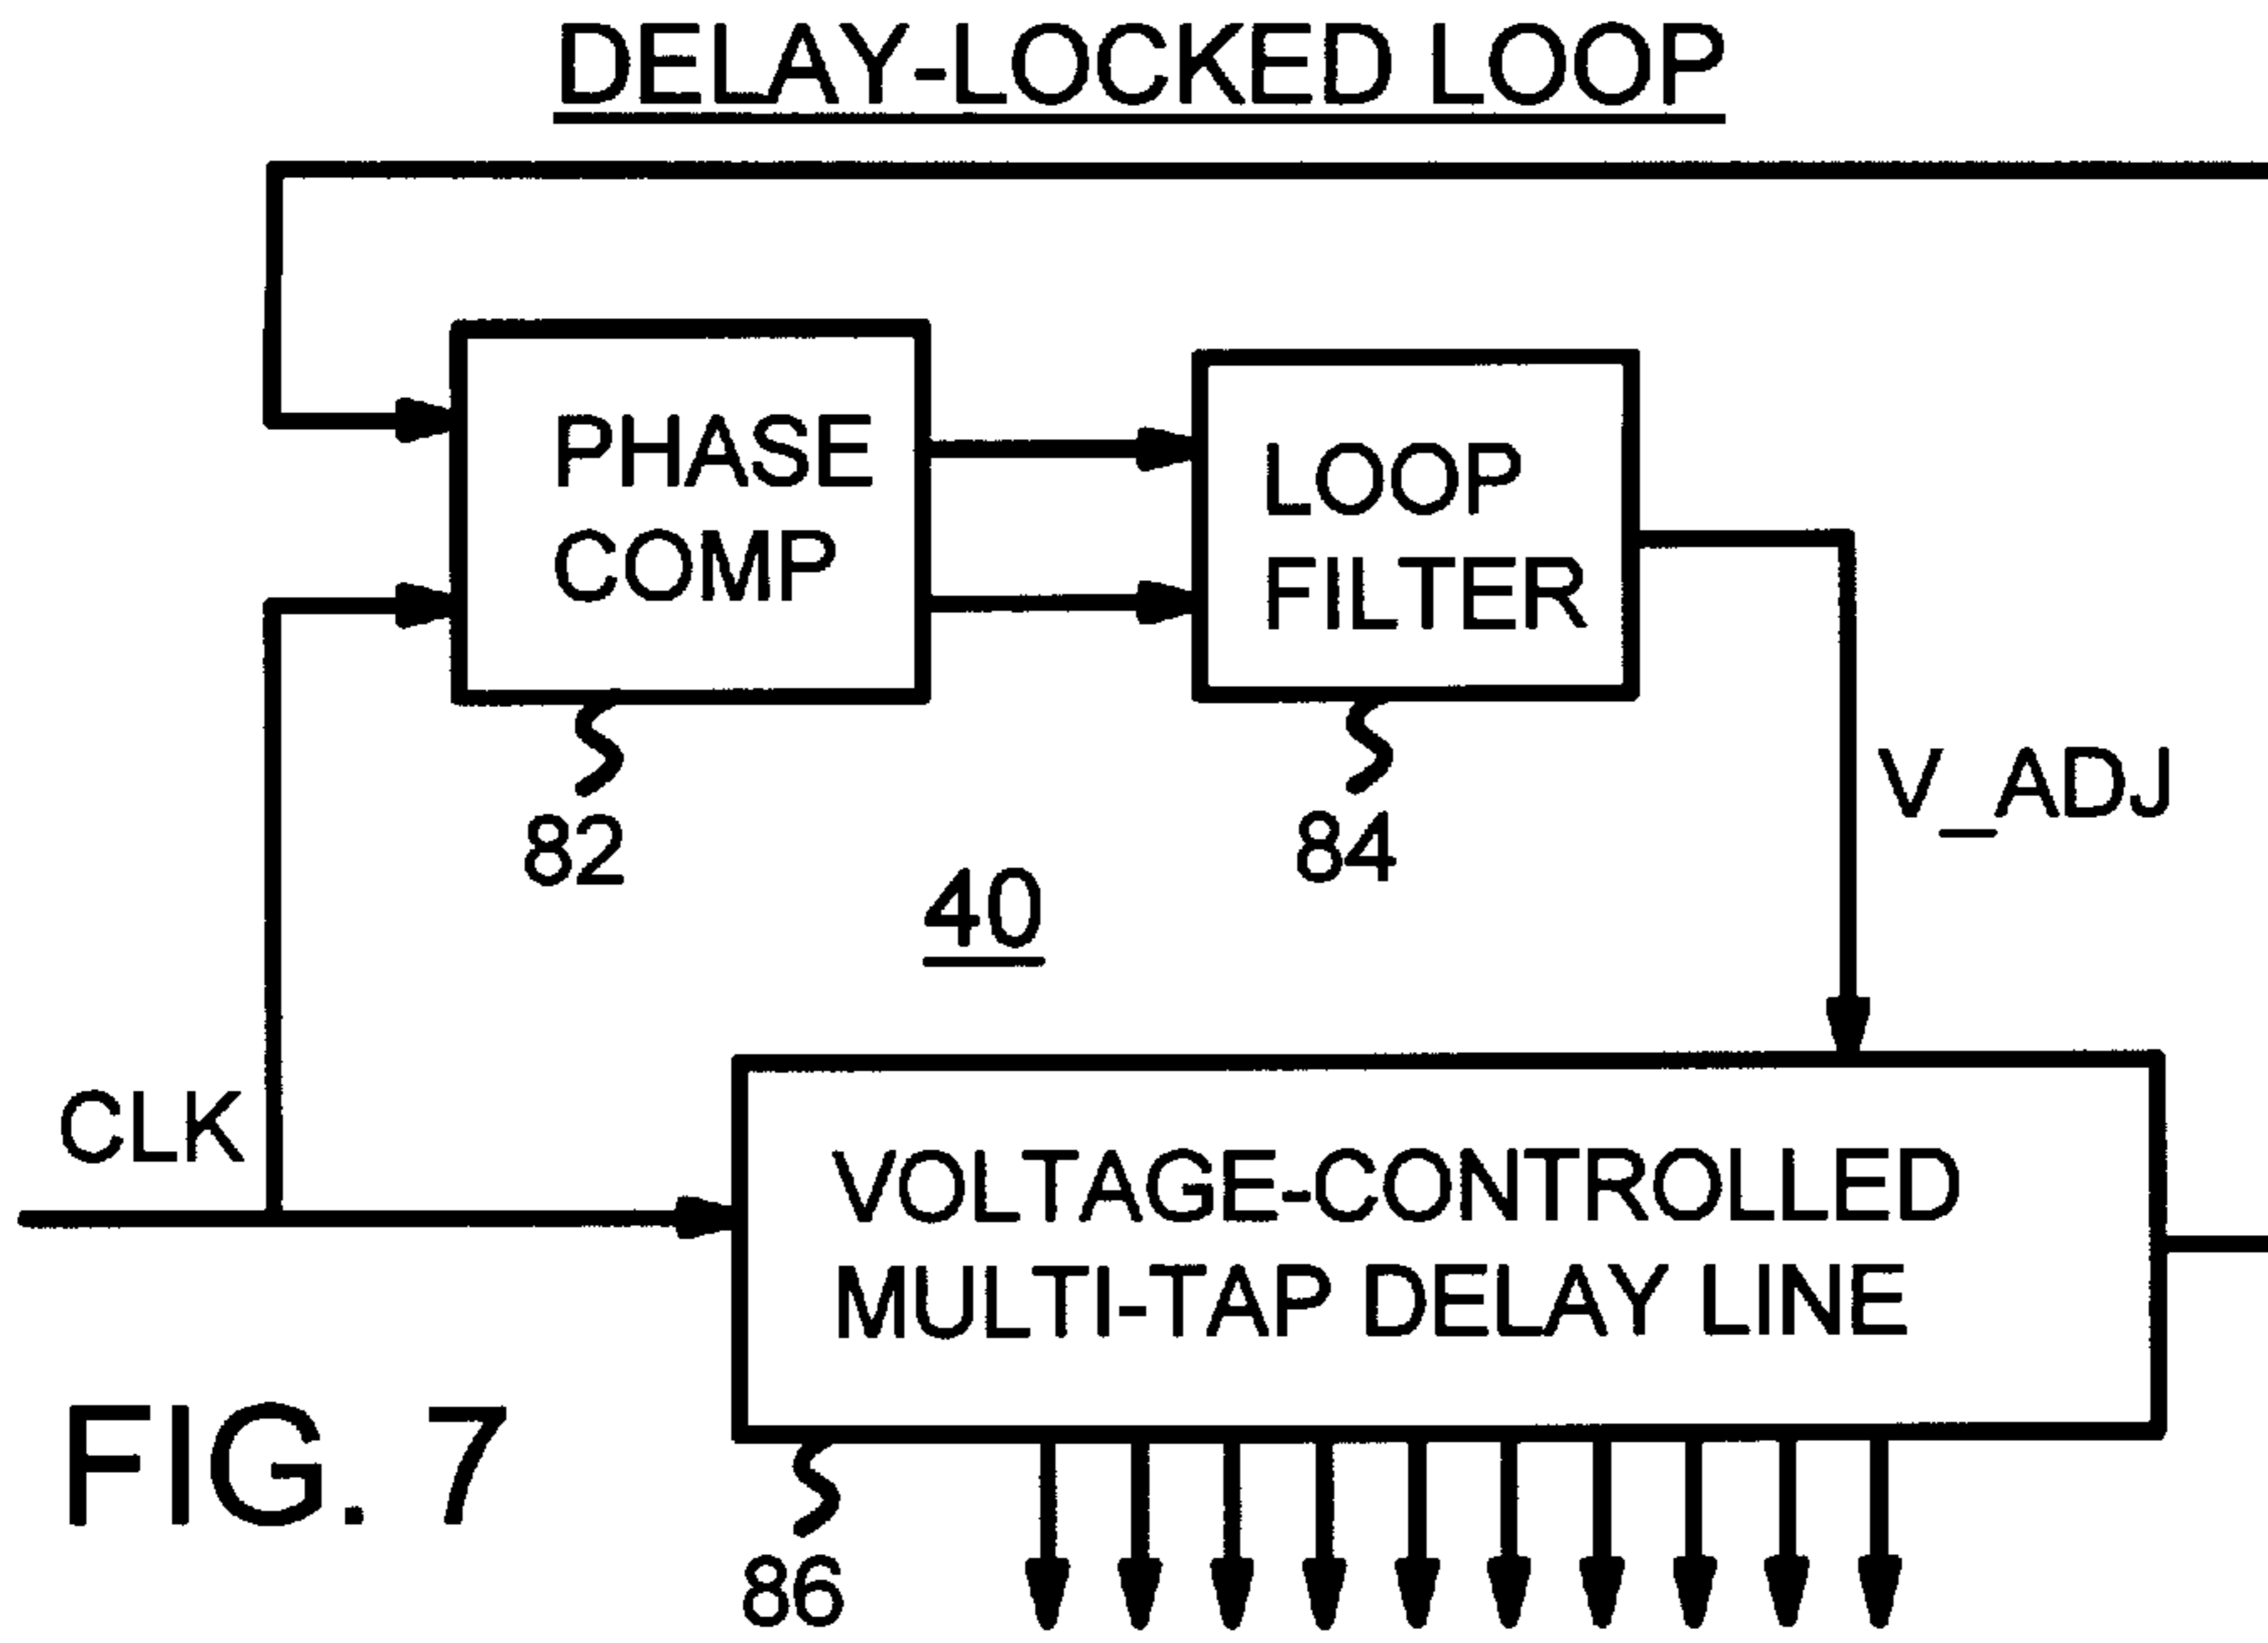 DELAY-LOCKED LOOP
PHASE
COMP
LOOP
FILTER
82
84
V_ADJ
40
CLK
VOLTAGE-CONTROLLED
MULTI-TAP DELAY LINE
FIG. 7
86